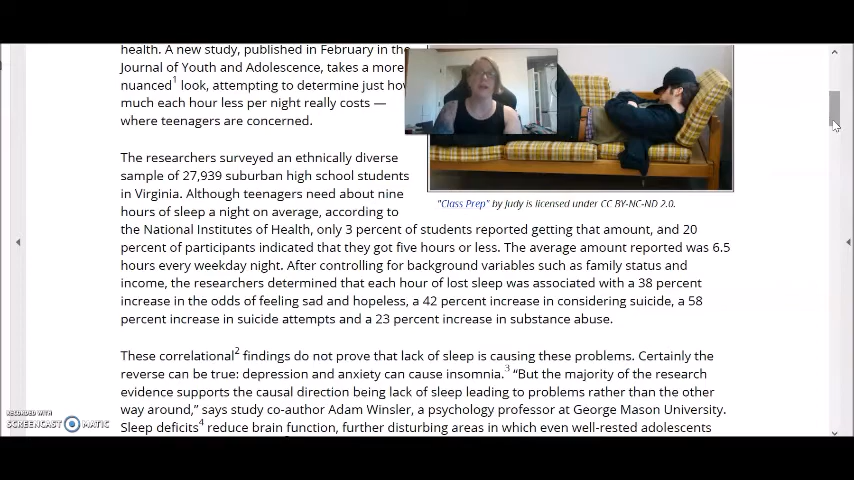 health. A new study, published in February in the
Journal of Youth and Adolescence, takes a more
nuanced1 look, attempting to determine just how
much each hour less per night really costs —
where teenagers are concerned.
The researchers surveyed an ethnically diverse
sample of 27,939 suburban high school students
in Virginia. Although teenagers need about nine
hours of sleep a night on average, according to
"Class Prep" by Judy is licensed under CC BY-NC-ND 2.0.
the National Institutes of Health, only 3 percent of students reported getting that amount, and 20
percent of participants indicated that they got five hours or less. The average amount reported was 6.5
hours every weekday night. After controlling for background variables such as family status and
income, the researchers determined that each hour of lost sleep was associated with a 38 percent
increase in the odds of feeling sad and hopeless, a 42 percent increase in considering suicide, a 58
percent increase in suicide attempts and a 23 percent increase in substance abuse.
These correlational2 findings do not prove that lack of sleep is causing these problems. Certainly the
reverse can be true: depression and anxiety can cause insomnia.3 “But the majority of the research
evidence supports the causal direction being lack of sleep leading to problems rather than the other
way around,” says study co-author Adam Winsler, a psychology professor at George Mason University.
Sleep deficits4 reduce brain function, further disturbing areas in which even well-rested adolescents
RECORDED WITH
SCREENCAST MATIC